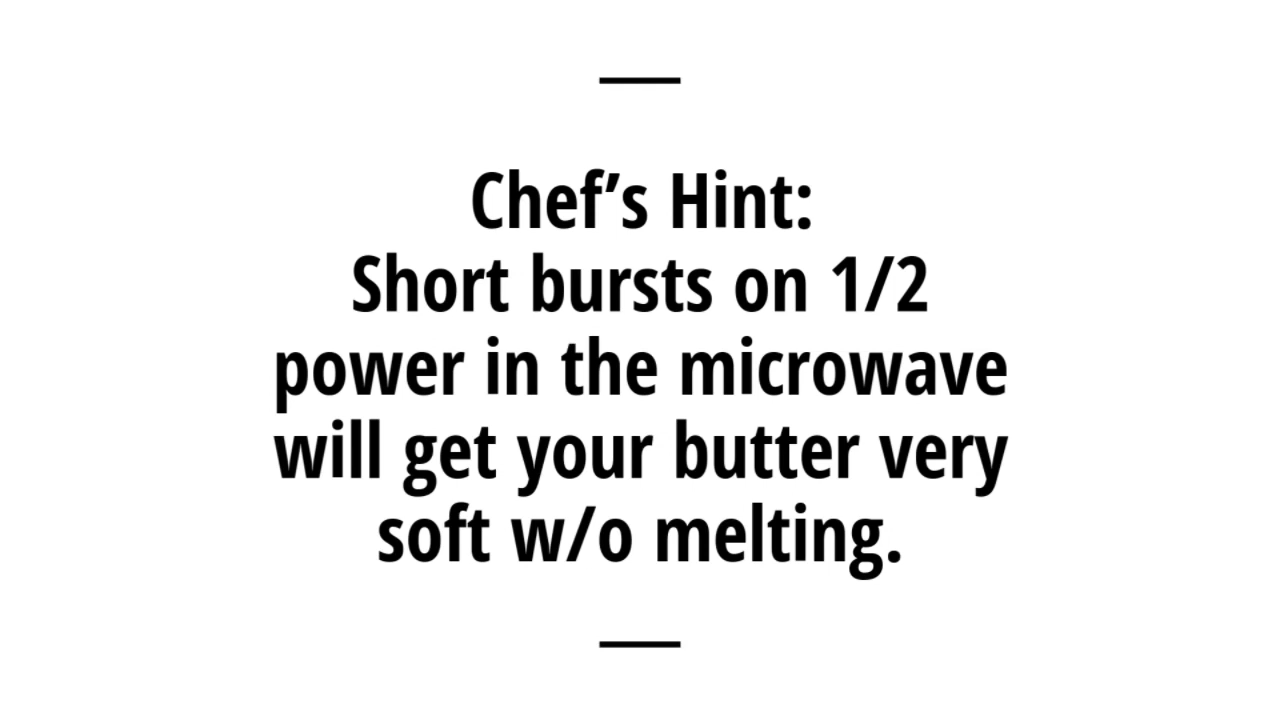 Chef’s Hint:
Short bursts on 1/2
power in the microwave
will get your butter very
soft w/o melting.